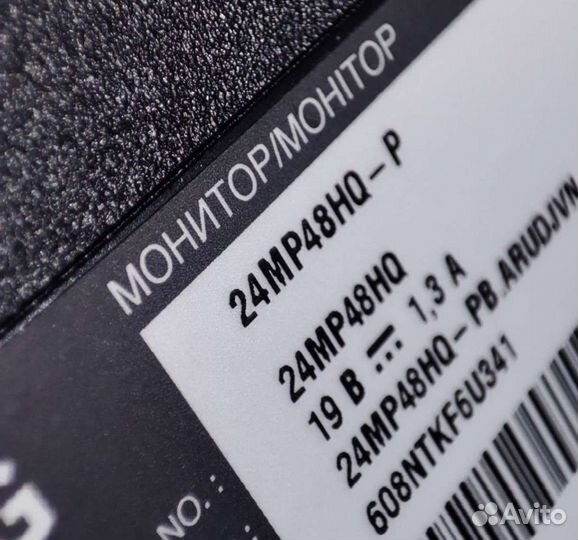 МОНИТОР/МОНІТОР
24MP48HQ-P
24MP48HQ
19 В ⎓ 1,3 А
24MP48HQ-PB.ARUDJVN
608NTKF6U341
G
NO. :
Avito